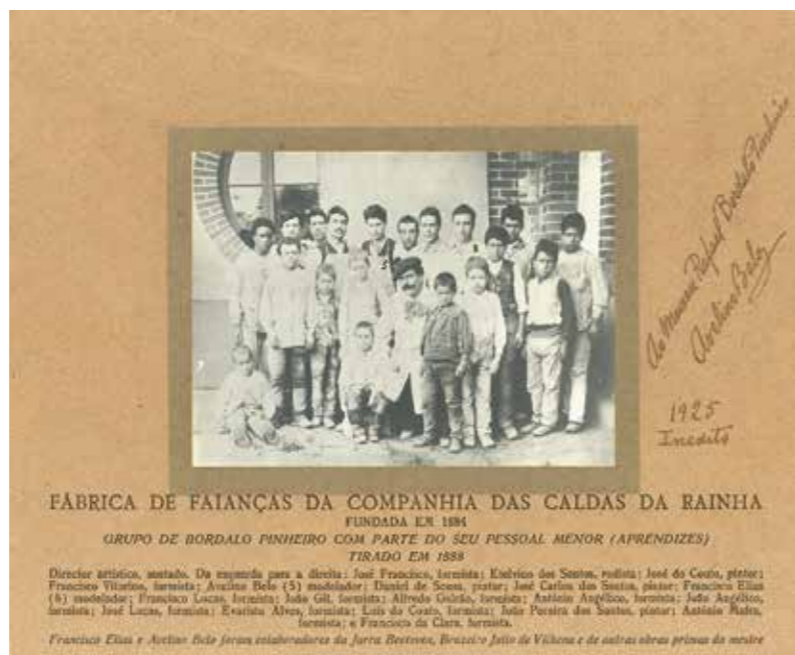 FÁBRICA DE FAIANÇAS DA COMPANHIA DAS CALDAS DA RAINHA
FUNDADA EM 1884
GRUPO DE BORDALO PINHEIRO COM PARTE DO SEU PESSOAL MENOR (APRENDIZES)
TIRADO EM 1888
Director artístico, sentado. Da esquerda para a direita: José Francisco, formista; Etelvino dos Santos, rodista; José do Couto, pintor;
Francisco Vitorino, formista; Avelino Belo (5) modelador; Daniel de Sousa, pintor; José Carlos dos Santos, pintor; Francisco Elias
(8) modelador; Francisco Lucas, formista; João Gil, formista; Alfredo formista; António Angélico, formista; João Angélico,
formista; José Lucas, formista; Evaristo Alves, formista; Luís do Couto, formista; João Pereira dos Santos, pintor; António
formista; e Francisco da Clara, formista.
Francisco Elias e Avelino Belo foram colaboradores da Jarra Beetoven, Brazeiro Júlio de Vilhena e de outras obras primas do mestre
Ao Museu Rafael Bordalo Pinheiro
Avelino Belo
1925
Inedito